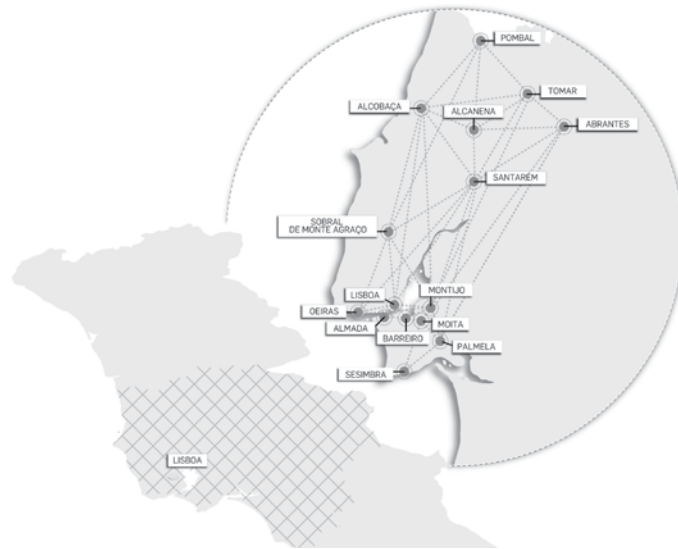 POMBAL
TOMAR
ALCOBAÇA
ALCANENA
ABRANTES
SANTARÉM
SOBRAL
DE MONTE AGRAÇO
LISBOA
MONTIJO
OEIRAS
ALMADA
MOITA
BARREIRO
PALMELA
SESIMBRA
LISBOA